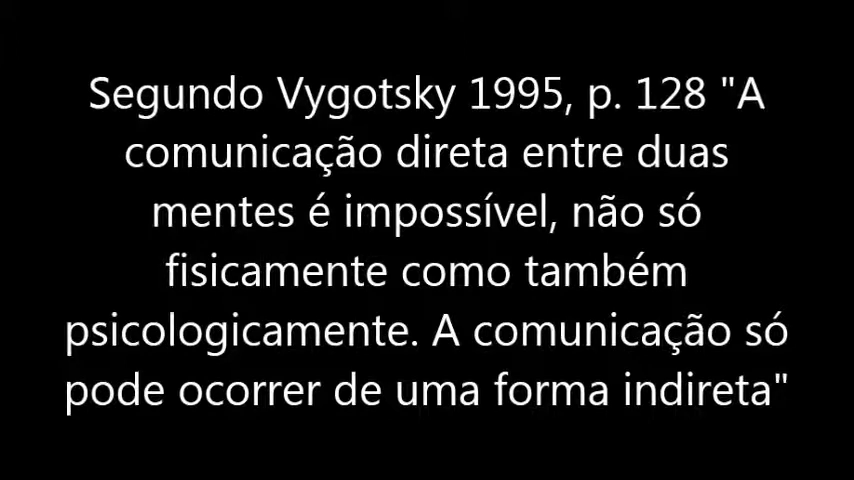 Segundo Vygotsky 1995, p. 128 "A
comunicação direta entre duas
mentes é impossível, não só
fisicamente como também
psicologicamente. A comunicação só
pode ocorrer de uma forma indireta"